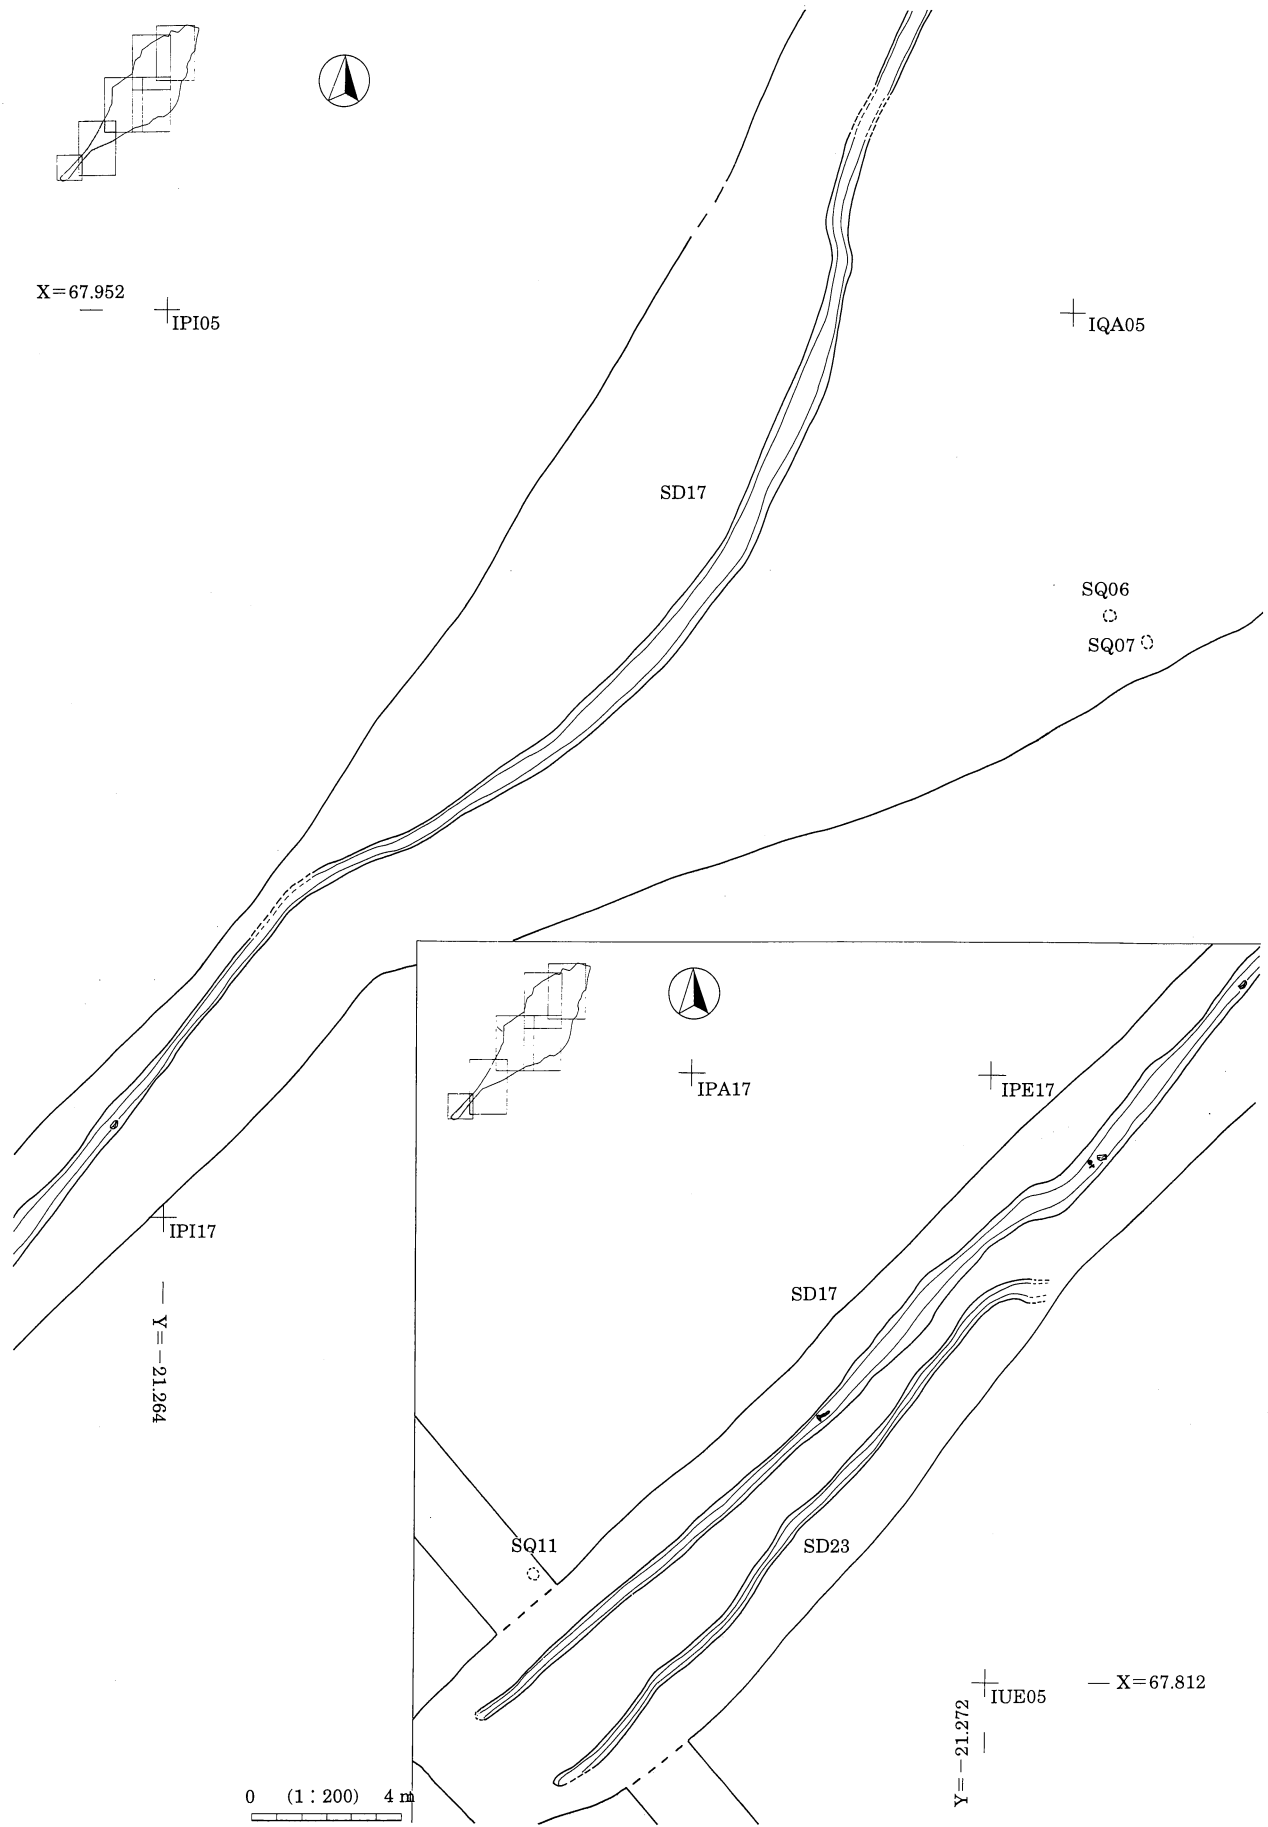 X=67.952
IPI05
IQA05
SD17
SQ06
SQ07
IPA17
IPE17
IPI17
SD17
Y=-21.264
SQ11
SD23
IUE05
X=67.812
Y=-21.272
0 (1:200) 4m